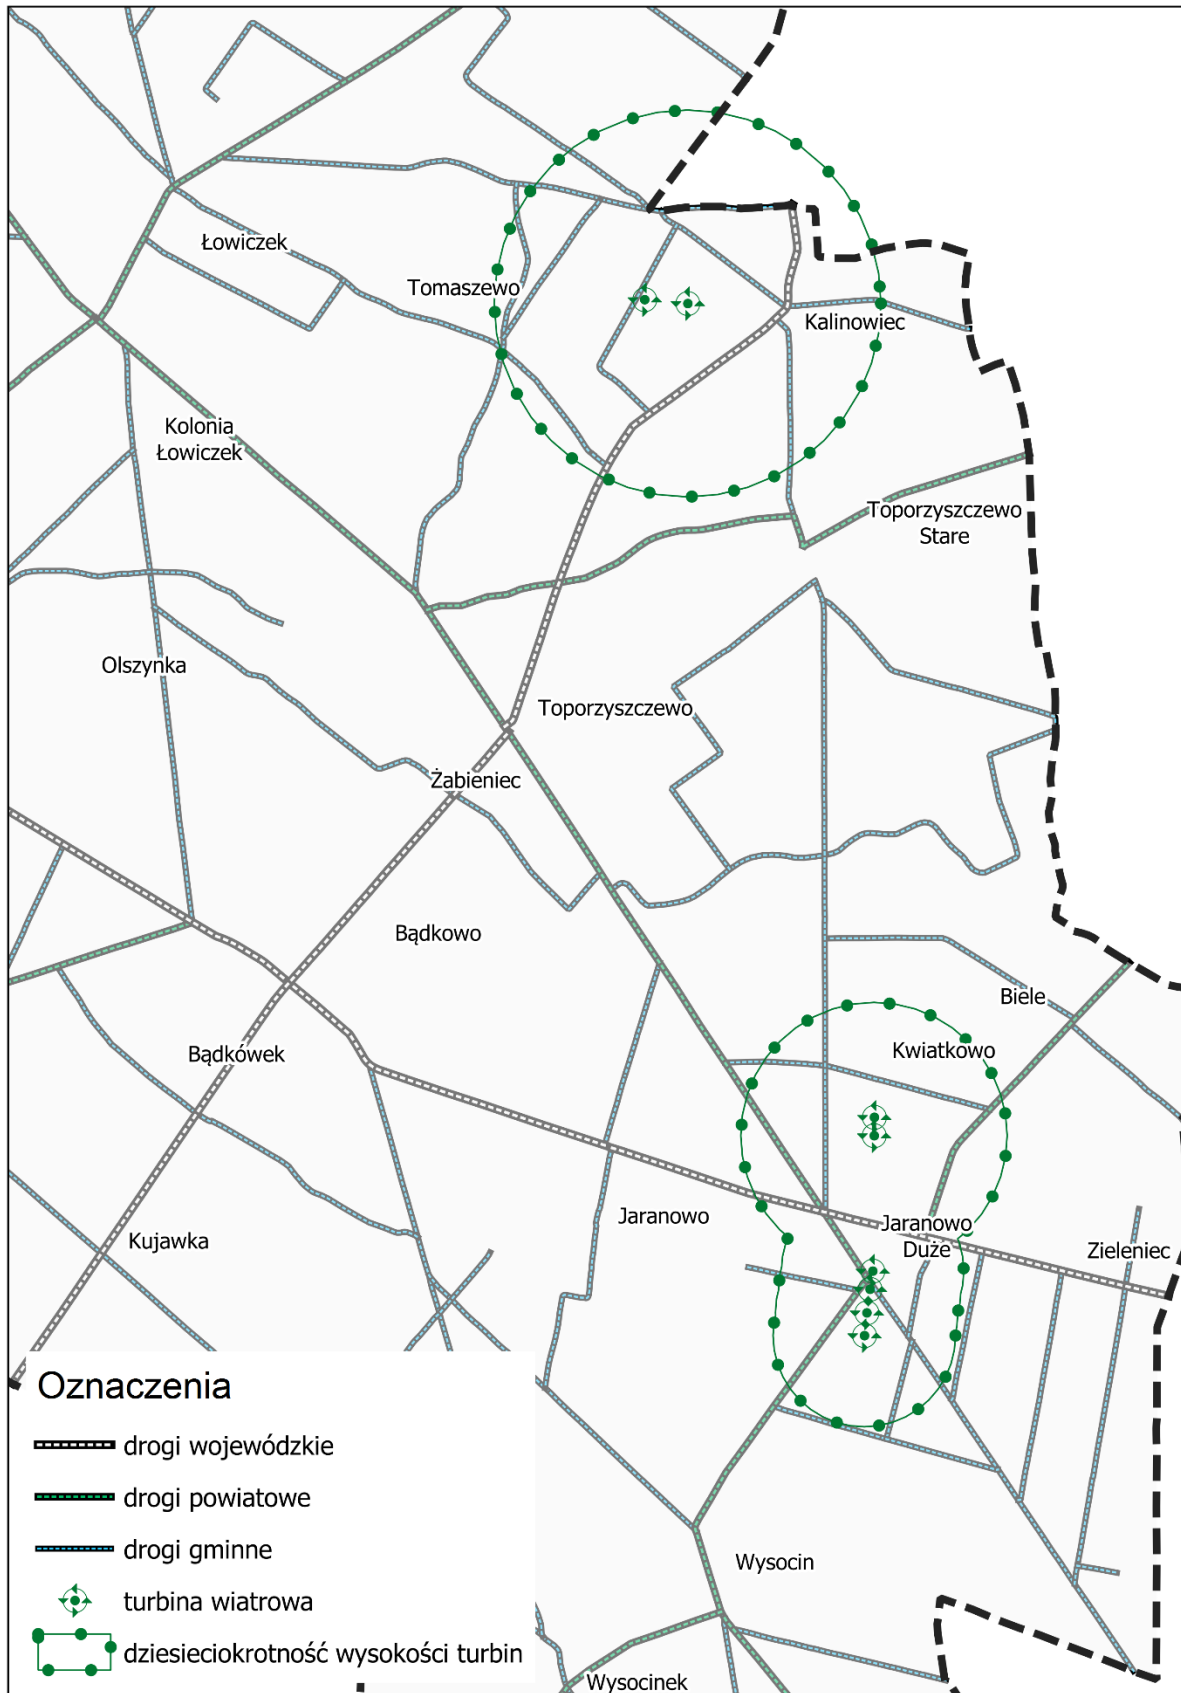 Łowiczek
Tomaszewo
Kalinowiec
Kolonia
Łowiczek
Toporzyszczewo
Stare
Olszynka
Toporzyszczewo
Żabieniec
Bądkowo
Biele
Kwiatkowo
Bądkówek
Jaranowo
Jaranowo
Duże
Kujawka
Zieleniec
Oznaczenia
drogi wojewódzkie
drogi powiatowe
drogi gminne
turbina wiatrowa
dziesieciokrotność wysokości turbin
Wysocin
Wysocinek